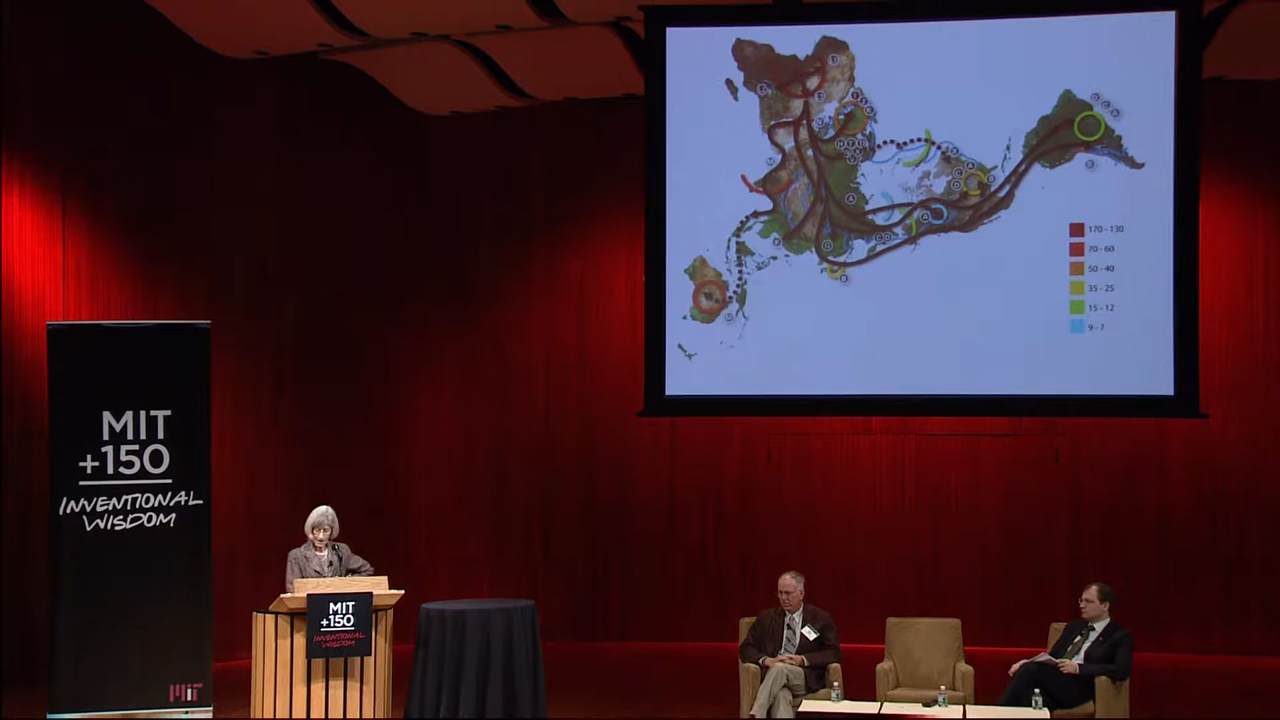 170 - 130
70 - 60
50 - 40
35 - 25
15 - 12
9 - 7
MIT
+150
INVENTIONAL
WISDOM
MIT
+150
INVENTIONAL
WISDOM
MIT